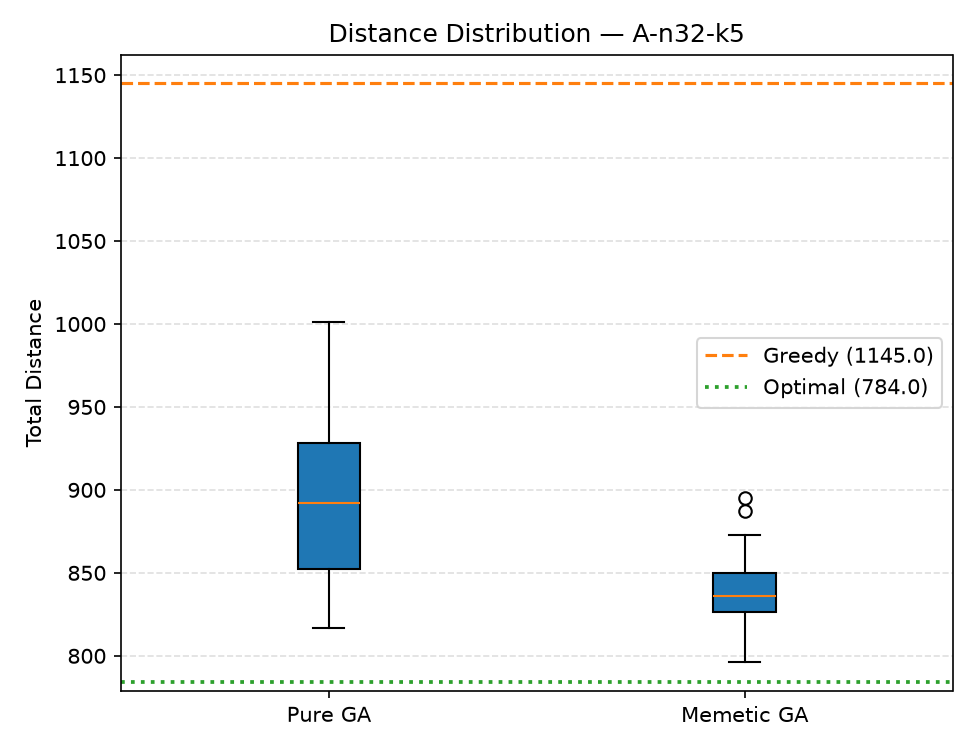 Distance Distribution — A-n32-k5
Total Distance
1150
1100
1050
1000
950
900
850
800
Greedy (1145.0)
Optimal (784.0)
Pure GA
Memetic GA